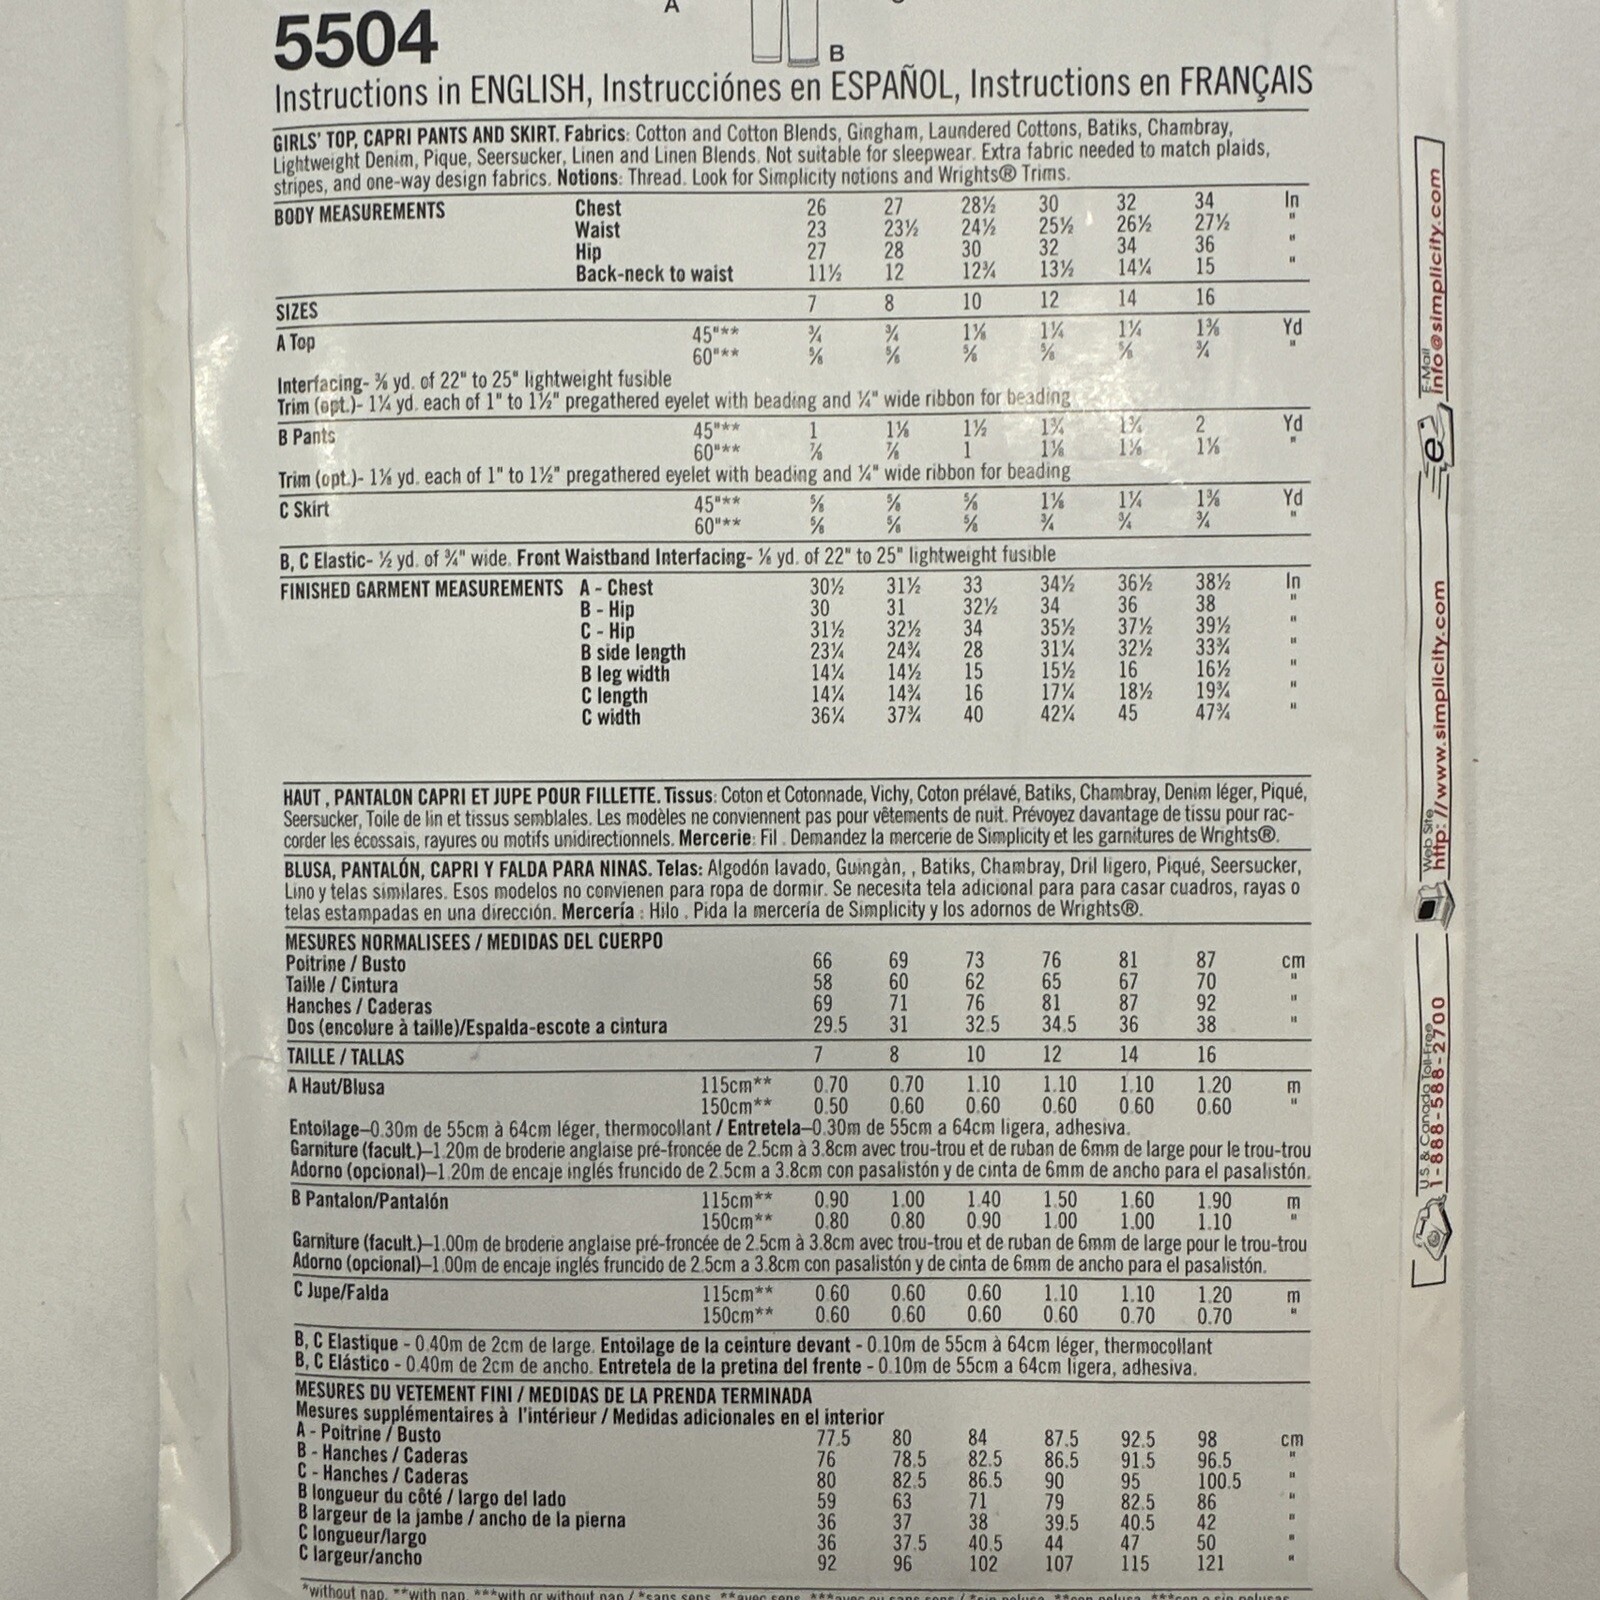 A
B
5504
Instructions in ENGLISH, Instrucciónes en ESPAÑOL, Instructions en FRANÇAIS
GIRLS' TOP, CAPRI PANTS AND SKIRT. Fabrics: Cotton and Cotton Blends, Gingham, Laundered Cottons, Batiks, Chambray,
Lightweight Denim, Pique, Seersucker, Linen and Linen Blends. Not suitable for sleepwear. Extra fabric needed to match plaids,
stripes, and one-way design fabrics. Notions: Thread. Look for Simplicity notions and Wrights® Trims.
BODY MEASUREMENTS Chest 26 27 28½ 30 32 34 In
Waist 23 23½ 24½ 25½ 26½ 27½ "
Hip 27 28 30 32 34 36 "
Back-neck to waist 11½ 12 12¾ 13½ 14¼ 15 "
SIZES 7 8 10 12 14 16
A Top 45"** ¾ ¾ 1⅛ 1¼ 1¼ 1⅜ Yd
60"** ⅝ ⅝ ⅝ ⅝ ⅝ ¾ "
Interfacing- ⅜ yd. of 22" to 25" lightweight fusible
Trim (opt.)- 1¼ yd. each of 1" to 1½" pregathered eyelet with beading and ¼" wide ribbon for beading
B Pants 45"** 1 1⅛ 1½ 1¾ 1¾ 2 Yd
60"** ⅞ ⅞ 1 1⅛ 1⅛ 1⅛ "
Trim (opt.)- 1⅛ yd. each of 1" to 1½" pregathered eyelet with beading and ¼" wide ribbon for beading
C Skirt 45"** ⅝ ⅝ ⅝ 1⅛ 1¼ 1⅜ Yd
60"** ⅝ ⅝ ⅝ ¾ ¾ ¾ "
B, C Elastic- ½ yd. of ¾" wide. Front Waistband Interfacing- ⅛ yd. of 22" to 25" lightweight fusible
FINISHED GARMENT MEASUREMENTS A - Chest 30½ 31½ 33 34½ 36½ 38½ In
B - Hip 30 31 32½ 34 36 38 "
C - Hip 31½ 32½ 34 35½ 37½ 39½ "
B side length 23¼ 24¾ 28 31¼ 32½ 33¾ "
B leg width 14¼ 14½ 15 15½ 16 16½ "
C length 14¼ 14¾ 16 17¼ 18½ 19¾ "
C width 36¼ 37¾ 40 42¼ 45 47¾ "
HAUT , PANTALON CAPRI ET JUPE POUR FILLETTE. Tissus: Coton et Cotonnade, Vichy, Coton prélavé, Batiks, Chambray, Denim léger, Piqué,
Seersucker, Toile de lin et tissus semblales. Les modèles ne conviennent pas pour vêtements de nuit. Prévoyez davantage de tissu pour rac-
corder les écossais, rayures ou motifs unidirectionnels. Mercerie: Fil . Demandez la mercerie de Simplicity et les garnitures de Wrights®.
BLUSA, PANTALÓN, CAPRI Y FALDA PARA NINAS. Telas: Algodón lavado, Guingàn, , Batiks, Chambray, Dril ligero, Piqué, Seersucker,
Lino y telas similares. Esos modelos no convienen para ropa de dormir. Se necesita tela adicional para para casar cuadros, rayas o
telas estampadas en una dirección. Mercería : Hilo . Pida la mercería de Simplicity y los adornos de Wrights®.
MESURES NORMALISEES / MEDIDAS DEL CUERPO
Poitrine / Busto 66 69 73 76 81 87 cm
Taille / Cintura 58 60 62 65 67 70 "
Hanches / Caderas 69 71 76 81 87 92 "
Dos (encolure à taille)/Espalda-escote a cintura 29.5 31 32.5 34.5 36 38 "
TAILLE / TALLAS 7 8 10 12 14 16
A Haut/Blusa 115cm** 0.70 0.70 1.10 1.10 1.10 1.20 m
150cm** 0.50 0.60 0.60 0.60 0.60 0.60 "
Entoilage–0.30m de 55cm à 64cm léger, thermocollant / Entretela–0.30m de 55cm a 64cm ligera, adhesiva.
Garniture (facult.)–1.20m de broderie anglaise pré-froncée de 2.5cm à 3.8cm avec trou-trou et de ruban de 6mm de large pour le trou-trou
Adorno (opcional)–1.20m de encaje inglés fruncido de 2.5cm a 3.8cm con pasalistón y de cinta de 6mm de ancho para el pasalistón.
B Pantalon/Pantalón 115cm** 0.90 1.00 1.40 1.50 1.60 1.90 m
150cm** 0.80 0.80 0.90 1.00 1.00 1.10 "
Garniture (facult.)–1.00m de broderie anglaise pré-froncée de 2.5cm à 3.8cm avec trou-trou et de ruban de 6mm de large pour le trou-trou
Adorno (opcional)–1.00m de encaje inglés fruncido de 2.5cm a 3.8cm con pasalistón y de cinta de 6mm de ancho para el pasalistón.
C Jupe/Falda 115cm** 0.60 0.60 0.60 1.10 1.10 1.20 m
150cm** 0.60 0.60 0.60 0.60 0.70 0.70 "
B, C Elastique - 0.40m de 2cm de large. Entoilage de la ceinture devant - 0.10m de 55cm à 64cm léger, thermocollant
B, C Elástico - 0.40m de 2cm de ancho. Entretela de la pretina del frente - 0.10m de 55cm a 64cm ligera, adhesiva.
MESURES DU VETEMENT FINI / MEDIDAS DE LA PRENDA TERMINADA
Mesures supplémentaires à l'intérieur / Medidas adicionales en el interior
A - Poitrine / Busto 77.5 80 84 87.5 92.5 98 cm
B - Hanches / Caderas 76 78.5 82.5 86.5 91.5 96.5 "
C - Hanches / Caderas 80 82.5 86.5 90 95 100.5 "
B longueur du côté / largo del lado 59 63 71 79 82.5 86 "
B largeur de la jambe / ancho de la pierna 36 37 38 39.5 40.5 42 "
C longueur/largo 36 37.5 40.5 44 47 50 "
C largeur/ancho 92 96 102 107 115 121 "
*without nap, **with nap, ***with or without nap / *sans sens, **avec sens,
E-Mail
info@simplicity.com
Web Site
http://www.simplicity.com
US & Canada Toll-Free
1-888-588-2700